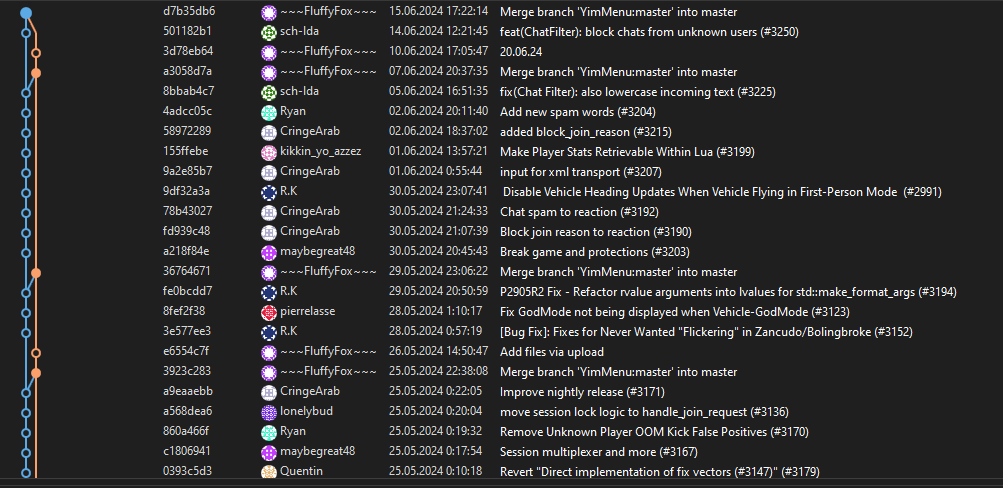 d7b35db6 ~~~FluffyFox~~~ 15.06.2024 17:22:14 Merge branch 'YimMenu:master' into master
501182b1 sch-lda 14.06.2024 12:21:45 feat(ChatFilter): block chats from unknown users (#3250)
3d78eb64 ~~~FluffyFox~~~ 10.06.2024 17:05:47 20.06.24
a3058d7a ~~~FluffyFox~~~ 07.06.2024 20:37:35 Merge branch 'YimMenu:master' into master
8bbab4c7 sch-lda 05.06.2024 16:51:35 fix(Chat Filter): also lowercase incoming text (#3225)
4adcc05c Ryan 02.06.2024 20:11:40 Add new spam words (#3204)
58972289 CringeArab 02.06.2024 18:37:02 added block_join_reason (#3215)
155ffebe kikkin_yo_azzez 01.06.2024 13:57:21 Make Player Stats Retrievable Within Lua (#3199)
9a2e85b7 CringeArab 01.06.2024 0:55:44 input for xml transport (#3207)
9df32a3a R.K 30.05.2024 23:07:41 Disable Vehicle Heading Updates When Vehicle Flying in First-Person Mode (#2991)
78b43027 CringeArab 30.05.2024 21:24:33 Chat spam to reaction (#3192)
fd939c48 CringeArab 30.05.2024 21:07:39 Block join reason to reaction (#3190)
a218f84e maybegreat48 30.05.2024 20:45:43 Break game and protections (#3203)
36764671 ~~~FluffyFox~~~ 29.05.2024 23:06:22 Merge branch 'YimMenu:master' into master
fe0bcdd7 R.K 29.05.2024 20:50:59 P2905R2 Fix - Refactor rvalue arguments into lvalues for std::make_format_args (#3194)
8fef2f38 pierrelasse 28.05.2024 1:10:17 Fix GodMode not being displayed when Vehicle-GodMode (#3123)
3e577ee3 R.K 28.05.2024 0:57:19 [Bug Fix]: Fixes for Never Wanted "Flickering" in Zancudo/Bolingbroke (#3152)
e6554c7f ~~~FluffyFox~~~ 26.05.2024 14:50:47 Add files via upload
3923c283 ~~~FluffyFox~~~ 25.05.2024 22:38:08 Merge branch 'YimMenu:master' into master
a9eaaebb CringeArab 25.05.2024 0:22:05 Improve nightly release (#3171)
a568dea6 lonelybud 25.05.2024 0:20:04 move session lock logic to handle_join_request (#3136)
860a466f Ryan 25.05.2024 0:19:32 Remove Unknown Player OOM Kick False Positives (#3170)
c1806941 maybegreat48 25.05.2024 0:17:54 Session multiplexer and more (#3167)
0393c5d3 Quentin 25.05.2024 0:10:18 Revert "Direct implementation of fix vectors (#3147)" (#3179)